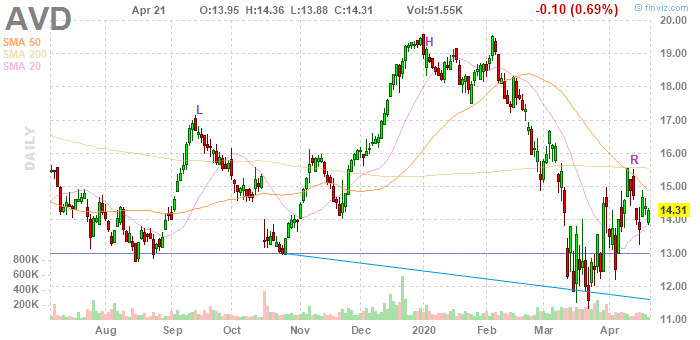 AVD
Apr 21 O:13.95 H:14.36 L:13.88 C:14.31 Vol:51.55K -0.10 (0.69%)
© finviz.com
SMA 50
SMA 200
SMA 20
DAILY
L
H
R
20.00
19.00
18.00
17.00
16.00
15.00
14.31
14.00
13.00
12.00
11.00
800K
600K
400K
200K
Aug Sep Oct Nov Dec 2020 Feb Mar Apr